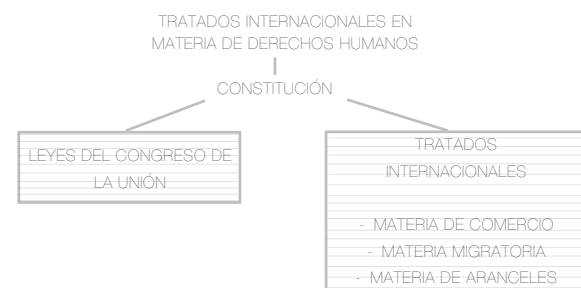 TRATADOS INTERNACIONALES EN
MATERIA DE DERECHOS HUMANOS
CONSTITUCIÓN
LEYES DEL CONGRESO DE
LA UNIÓN
TRATADOS
INTERNACIONALES
- MATERIA DE COMERCIO
- MATERIA MIGRATORIA
- MATERIA DE ARANCELES